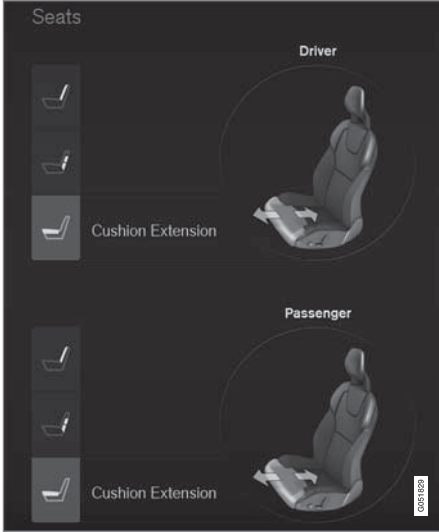 Seats
Driver
Cushion Extension
Passenger
Cushion Extension
G051829